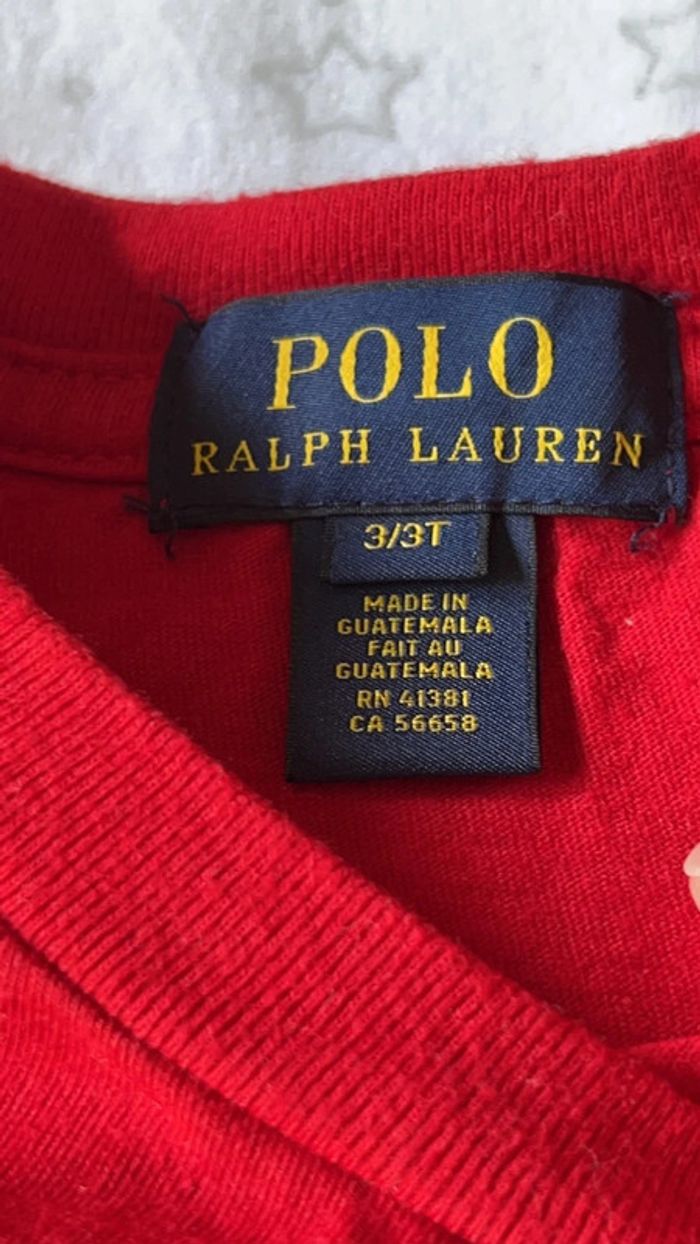 POLO
RALPH LAUREN
3/3T
MADE IN
GUATEMALA
FAIT AU
GUATEMALA
RN 41381
CA 56658